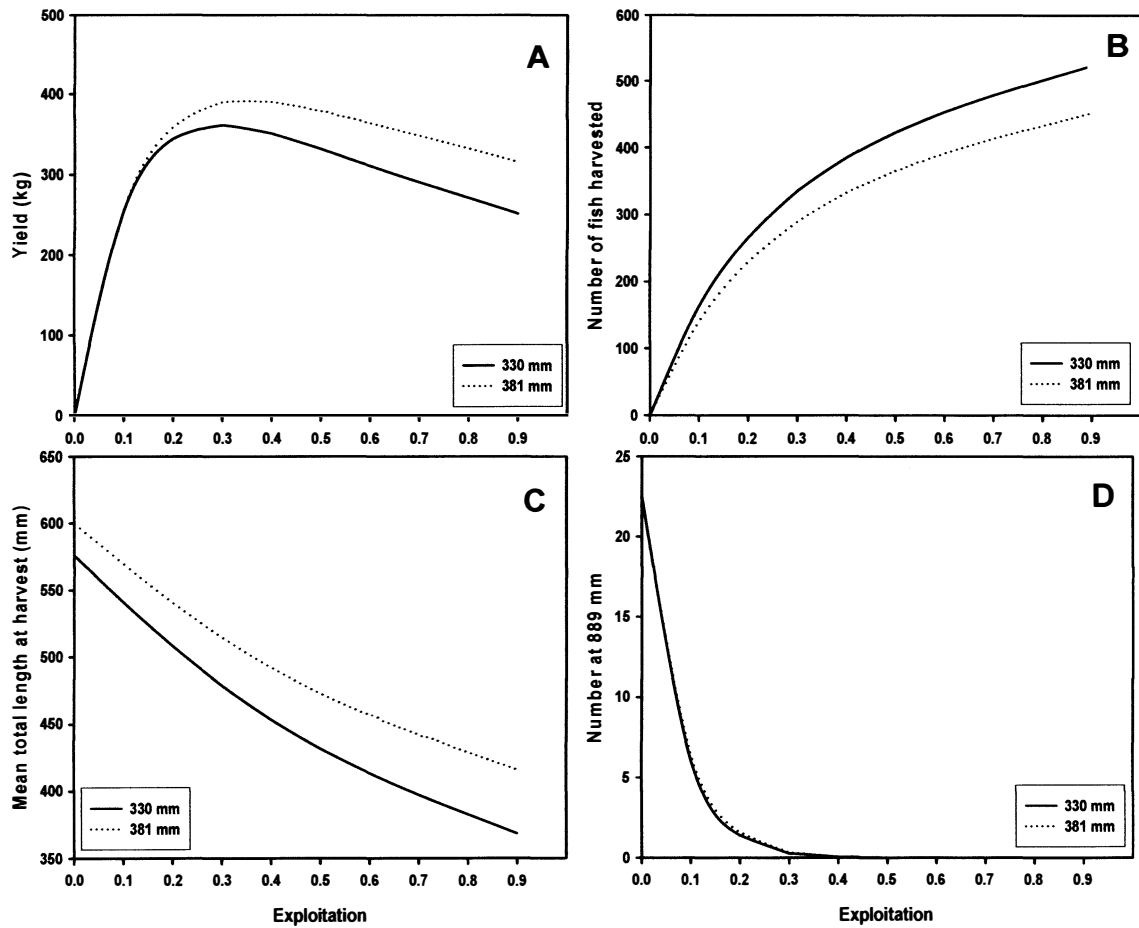 A
Yield (kg)
500
400
300
200
100
0
0.0 0.1 0.2 0.3 0.4 0.5 0.6 0.7 0.8 0.9
330 mm
381 mm
B
Number of fish harvested
600
500
400
300
200
100
0
0.0 0.1 0.2 0.3 0.4 0.5 0.6 0.7 0.8 0.9
330 mm
381 mm
C
Mean total length at harvest (mm)
650
600
550
500
450
400
350
0.0 0.1 0.2 0.3 0.4 0.5 0.6 0.7 0.8 0.9
Exploitation
330 mm
381 mm
D
Number at 889 mm
25
20
15
10
5
0
0.0 0.1 0.2 0.3 0.4 0.5 0.6 0.7 0.8 0.9
Exploitation
330 mm
381 mm